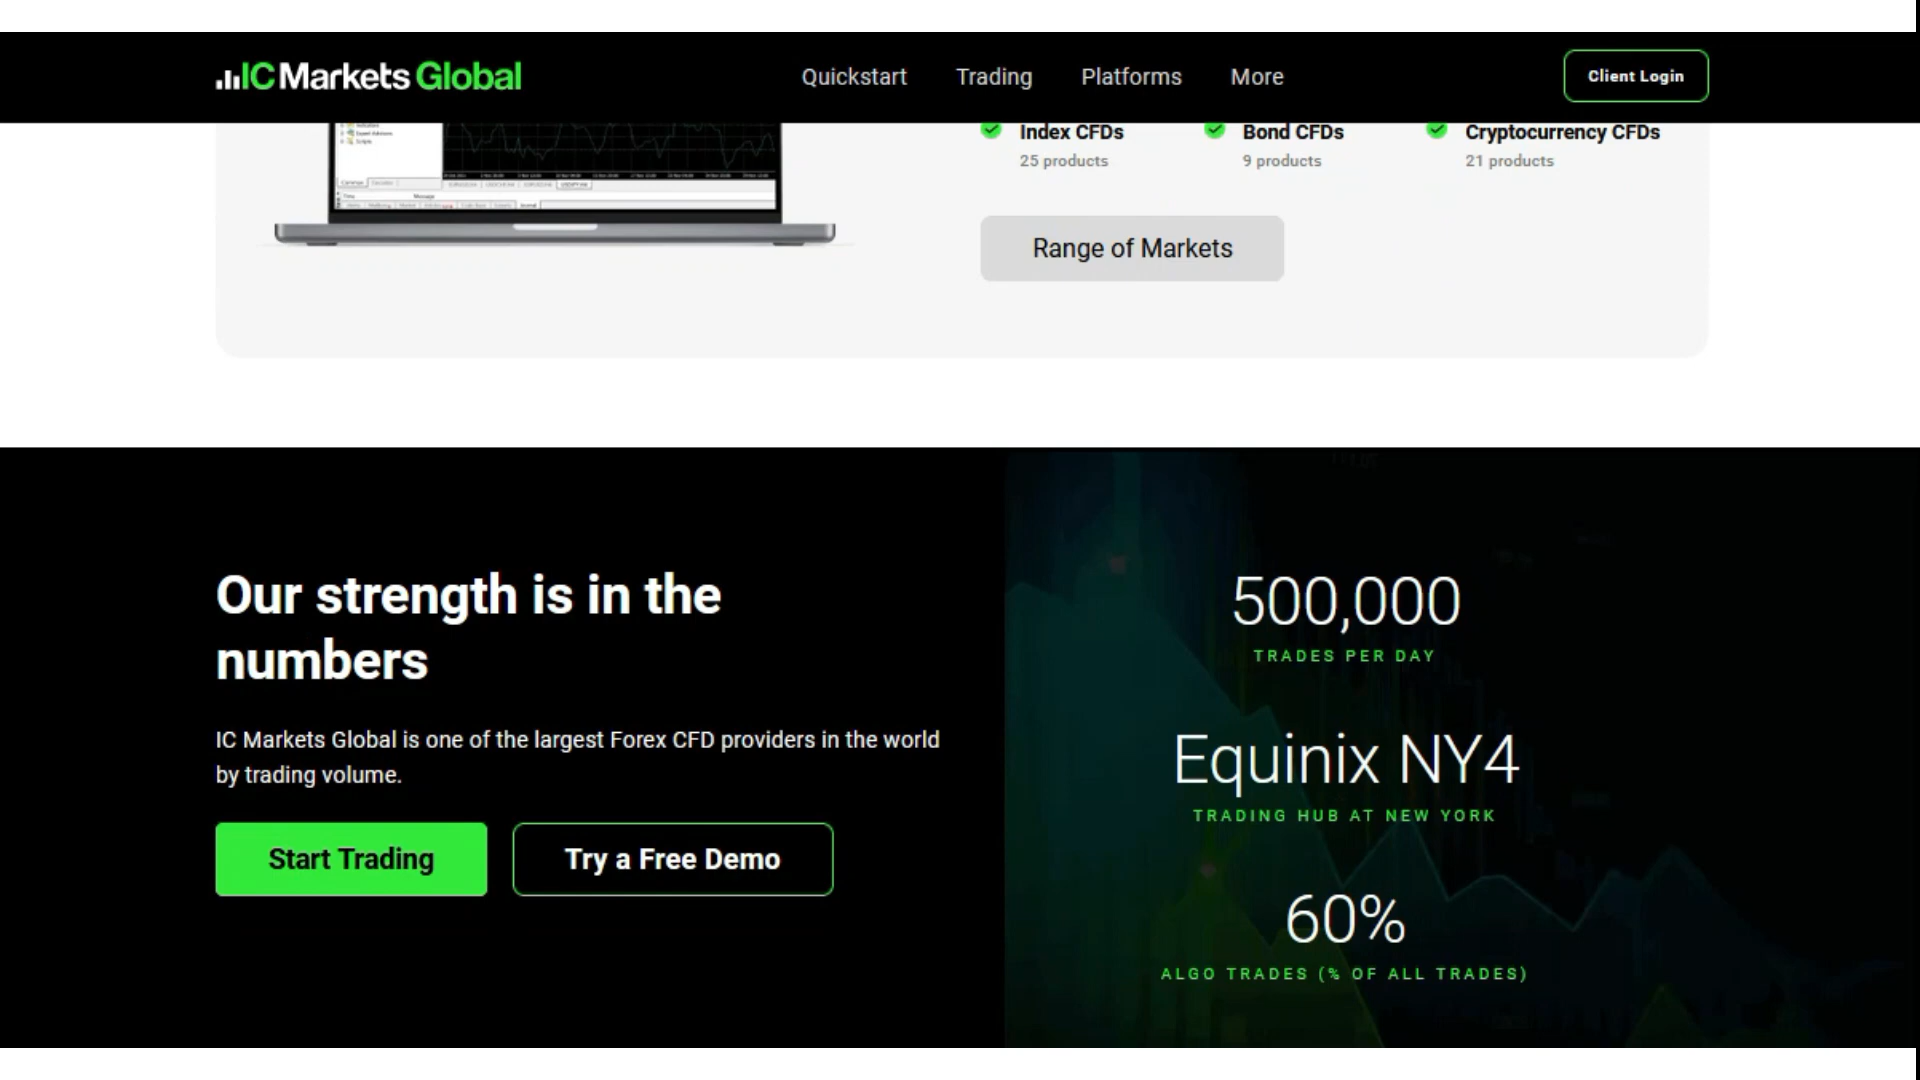 IC Markets Global
Quickstart
Trading
Platforms
More
Client Login
Index CFDs
Bond CFDs
Cryptocurrency CFDs
25 products
9 products
21 products
Range of Markets
Our strength is in the
numbers
IC Markets Global is one of the largest Forex CFD providers in the world
by trading volume.
Start Trading
Try a Free Demo
500,000
TRADES PER DAY
Equinix NY4
TRADING HUB AT NEW YORK
60%
ALGO TRADES (% OF ALL TRADES)